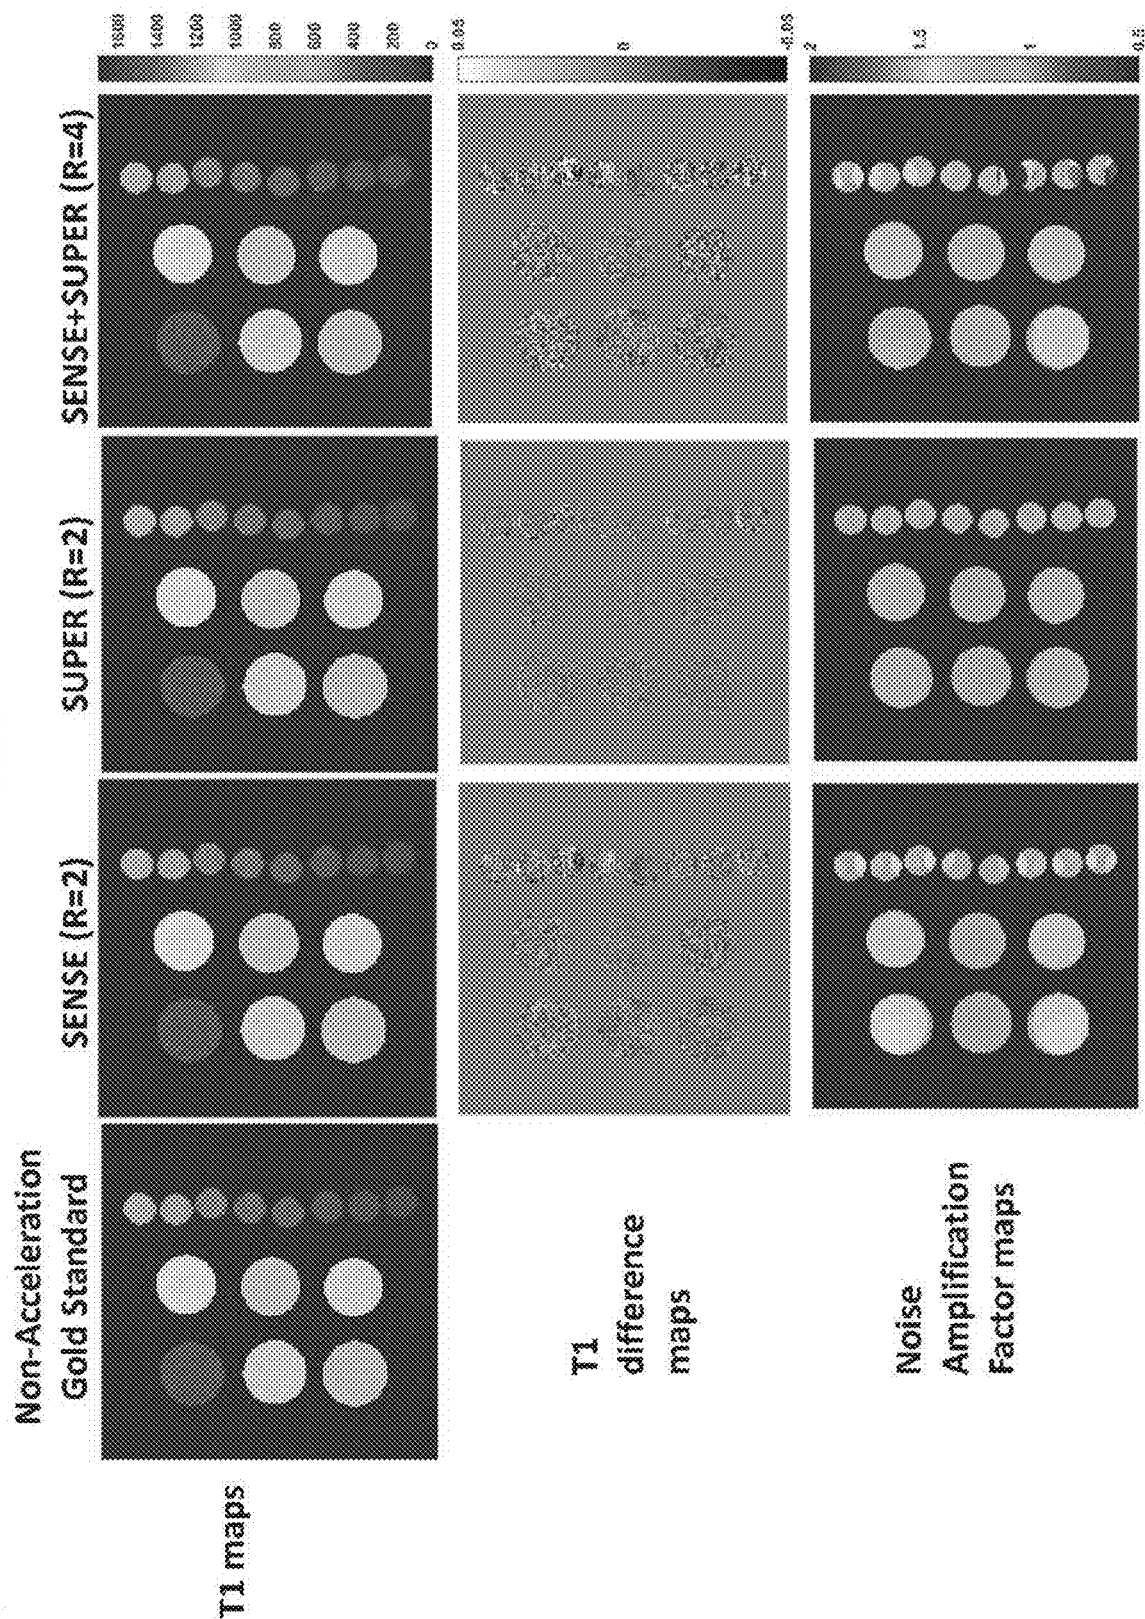 Non-Acceleration
Gold Standard
SENSE (R=2)
SUPER (R=2)
SENSE+SUPER (R=4)
T1 maps
1600
1400
1200
1000
800
600
400
200
0
T1
difference
maps
0.05
0
-0.05
Noise
Amplification
Factor maps
2
1.5
1
0.5